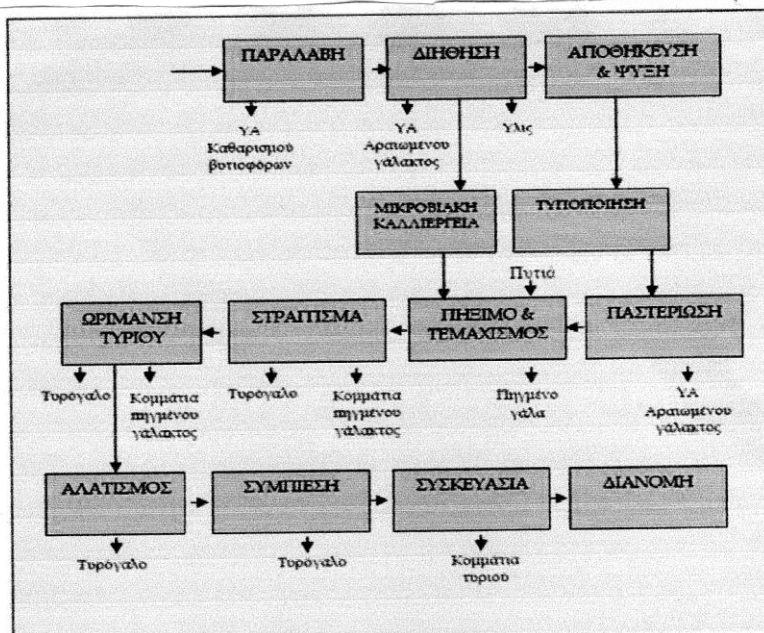 ΠΑΡΑΛΑΒΗ
ΔΙΗΘΗΣΗ
ΑΠΟΘΗΚΕΥΣΗ
& ΨΥΞΗ
ΥΑ
Καθαρισμού
βυτιοφόρων
ΥΑ
Αραιωμένου
γάλακτος
Υλις
ΜΙΚΡΟΒΙΑΚΗ
ΚΑΛΛΙΕΡΓΕΙΑ
ΤΥΠΟΠΟΙΗΣΗ
Πυτιά
ΩΡΙΜΑΝΣΗ
ΤΥΡΙΟΥ
ΣΤΡΑΓΓΙΣΜΑ
ΠΗΞΙΜΟ &
ΤΕΜΑΧΙΣΜΟΣ
ΠΑΣΤΕΡΙΩΣΗ
Τυρόγαλο
Κομμάτια
πηγμένου
γάλακτος
Τυρόγαλο
Κομμάτια
πηγμένου
γάλακτος
Πηγμένο
γάλα
ΥΑ
Αραιωμένου
γάλακτος
ΑΛΑΤΙΣΜΟΣ
ΣΥΜΠΙΕΣΗ
ΣΥΣΚΕΥΑΣΙΑ
ΔΙΑΝΟΜΗ
Τυρόγαλο
Τυρόγαλο
Κομμάτια
τυριού